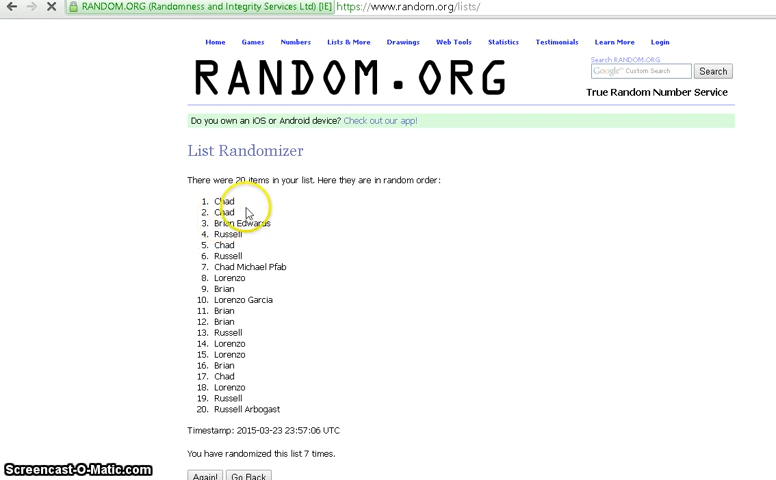 RANDOM.ORG (Randomness and Integrity Services Ltd) [IE] https://www.random.org/lists/
Home Games Numbers Lists & More Drawings Web Tools Statistics Testimonials Learn More Login
RANDOM.ORG
Search RANDOM.ORG
Google™ Custom Search Search
True Random Number Service
Do you own an iOS or Android device? Check out our app!
List Randomizer
There were 20 items in your list. Here they are in random order:
1. Chad
2. Chad
3. Brian Edwards
4. Russell
5. Chad
6. Russell
7. Chad Michael Pfab
8. Lorenzo
9. Brian
10. Lorenzo Garcia
11. Brian
12. Brian
13. Russell
14. Lorenzo
15. Lorenzo
16. Brian
17. Chad
18. Lorenzo
19. Russell
20. Russell Arbogast
Timestamp: 2015-03-23 23:57:06 UTC
You have randomized this list 7 times.
Again! Go Back
Screencast-O-Matic.com